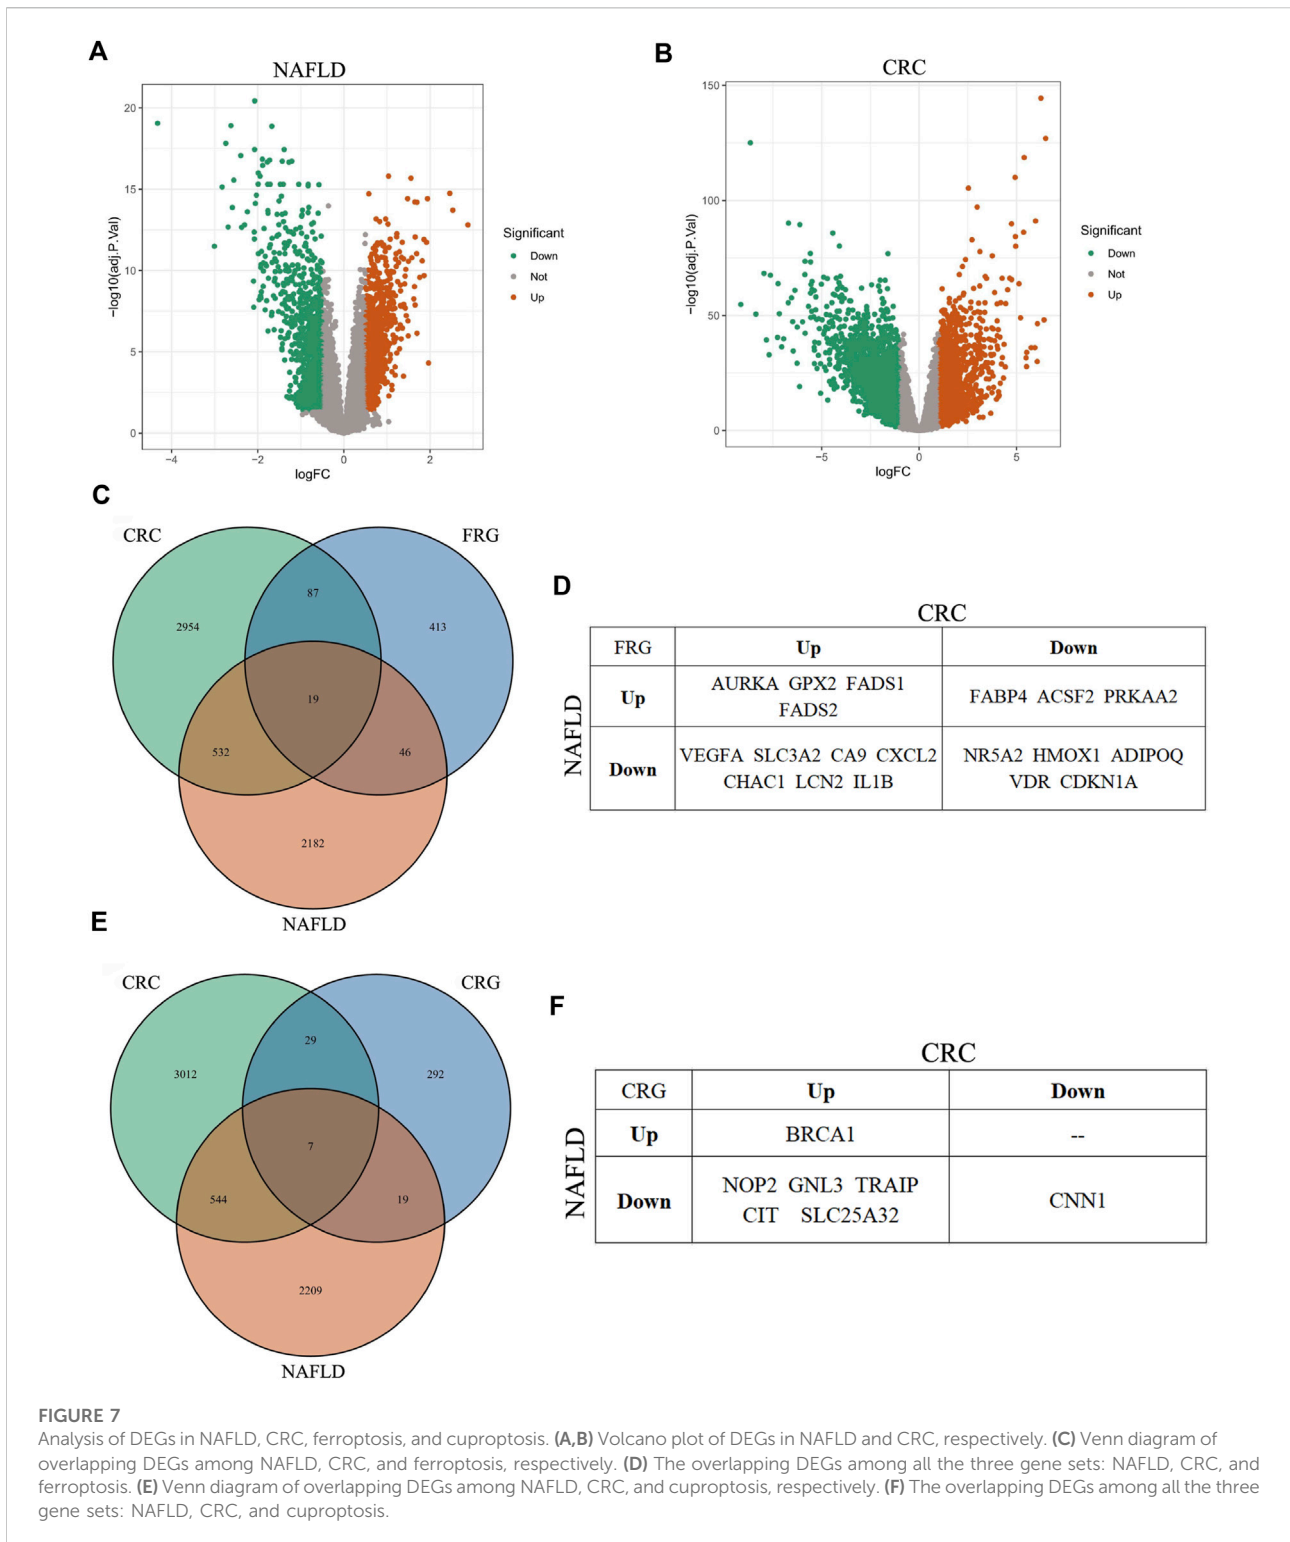 A
NAFLD
20
15
10
5
0
−log10(adj.P.Val)
−4
−2
0
2
logFC
Significant
Down
Not
Up
B
CRC
150
100
50
0
−log10(adj.P.Val)
−5
0
5
logFC
Significant
Down
Not
Up
C
CRC
FRG
87
2954
413
19
532
46
2182
NAFLD
D
CRC
NAFLD
FRG Up Down
Up AURKA GPX2 FADS1 FABP4 ACSF2 PRKAA2
FADS2
Down VEGFA SLC3A2 CA9 CXCL2 NR5A2 HMOX1 ADIPOQ
CHAC1 LCN2 IL1B VDR CDKN1A
E
CRC
CRG
29
3012
292
7
544
19
2209
NAFLD
F
CRC
NAFLD
CRG Up Down
Up BRCA1 --
Down NOP2 GNL3 TRAIP CNN1
CIT SLC25A32
FIGURE 7
Analysis of DEGs in NAFLD, CRC, ferroptosis, and cuproptosis. (A,B) Volcano plot of DEGs in NAFLD and CRC, respectively. (C) Venn diagram of
overlapping DEGs among NAFLD, CRC, and ferroptosis, respectively. (D) The overlapping DEGs among all the three gene sets: NAFLD, CRC, and
ferroptosis. (E) Venn diagram of overlapping DEGs among NAFLD, CRC, and cuproptosis, respectively. (F) The overlapping DEGs among all the three
gene sets: NAFLD, CRC, and cuproptosis.